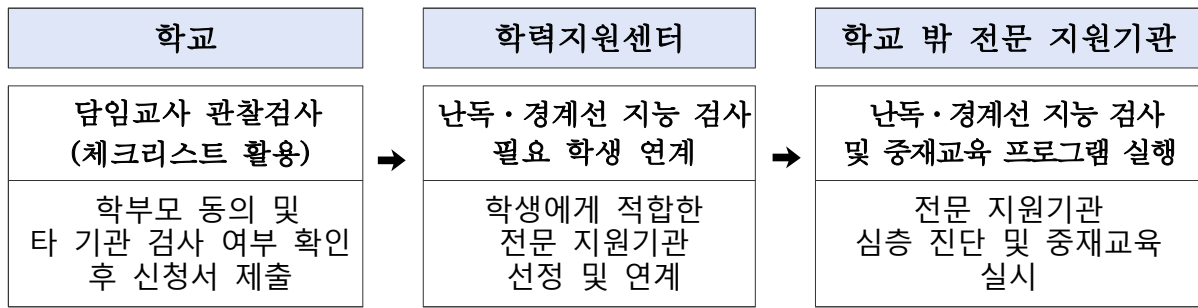 학교
담임교사 관찰검사
(체크리스트 활용)
학부모 동의 및
타 기관 검사 여부 확인
후 신청서 제출
➔
학력지원센터
난독·경계선 지능 검사
필요 학생 연계
학생에게 적합한
전문 지원기관
선정 및 연계
➔
학교 밖 전문 지원기관
난독·경계선 지능 검사
및 중재교육 프로그램 실행
전문 지원기관
심층 진단 및 중재교육
실시